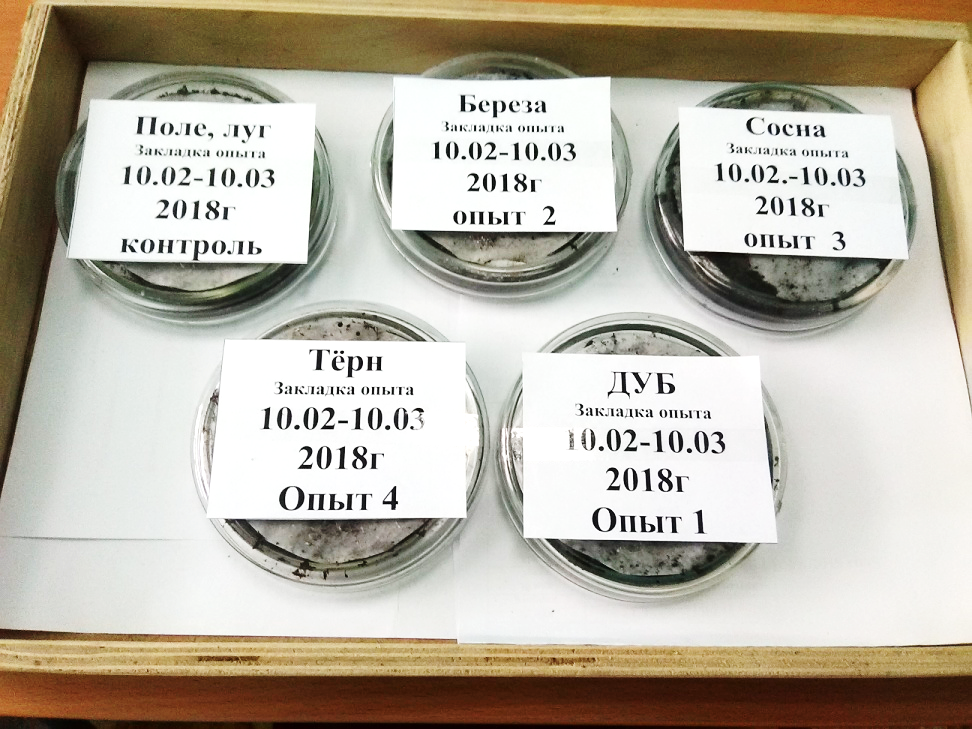 Поле, луг
Закладка опыта
10.02-10.03
2018г
контроль
Береза
Закладка опыта
10.02-10.03
2018г
опыт 2
Сосна
Закладка опыта
10.02.-10.03
2018г
опыт 3
Тёрн
Закладка опыта
10.02-10.03
2018г
Опыт 4
ДУБ
Закладка опыта
10.02-10.03
2018г
Опыт 1